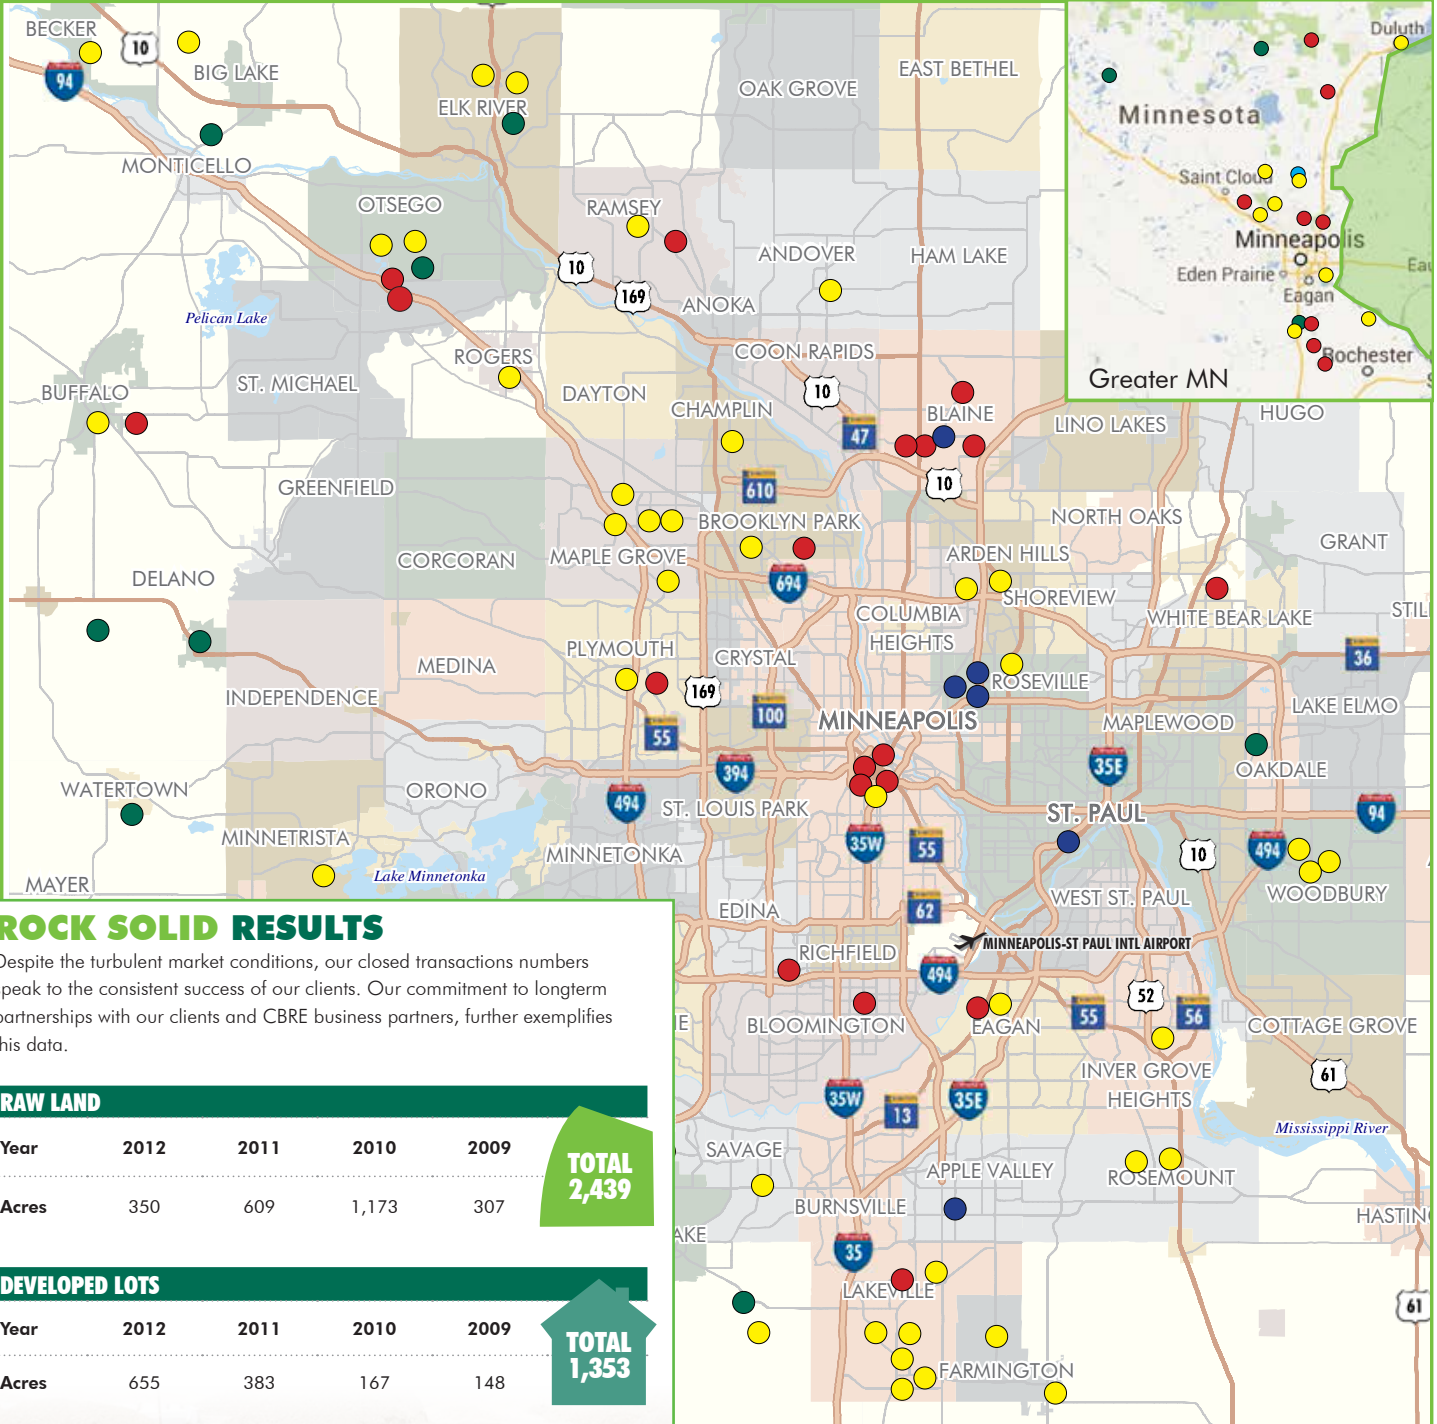 BECKER
10
94
BIG LAKE
MONTICELLO
ELK RIVER
OAK GROVE
EAST BETHEL
Duluth
Minnesota
Saint Cloud
Minneapolis
Eden Prairie
Eagan
Eau
Rochester
Greater MN
OTSEGO
RAMSEY
10
169
ANOKA
ANDOVER
HAM LAKE
Pelican Lake
ROGERS
ST. MICHAEL
BUFFALO
DAYTON
COON RAPIDS
CHAMPLIN
10
47
BLAINE
LINO LAKES
HUGO
GREENFIELD
610
10
BROOKLYN PARK
NORTH OAKS
GRANT
CORCORAN
MAPLE GROVE
694
ARDEN HILLS
SHOREVIEW
DELANO
COLUMBIA
HEIGHTS
WHITE BEAR LAKE
STIL
36
PLYMOUTH
CRYSTAL
MEDINA
INDEPENDENCE
169
100
55
ROSEVILLE
MINNEAPOLIS
MAPLEWOOD
LAKE ELMO
394
35E
OAKDALE
WATERTOWN
ORONO
494
ST. LOUIS PARK
ST. PAUL
94
MINNETRISTA
MINNETONKA
35W
55
10
494
Lake Minnetonka
MAYER
WOODBURY
WEST ST. PAUL
EDINA
62
RICHFIELD
MINNEAPOLIS-ST PAUL INTL AIRPORT
494
52
55
56
BLOOMINGTON
EAGAN
COTTAGE GROVE
INVER GROVE
HEIGHTS
61
35W
13
35E
Mississippi River
SAVAGE
APPLE VALLEY
ROSEMOUNT
BURNSVILLE
HASTIN
AKE
35
LAKEVILLE
61
FARMINGTON
ROCK SOLID RESULTS
Despite the turbulent market conditions, our closed transactions numbers
speak to the consistent success of our clients. Our commitment to longterm
partnerships with our clients and CBRE business partners, further exemplifies
this data.
RAW LAND
Year 2012 2011 2010 2009
Acres 350 609 1,173 307
TOTAL
2,439
DEVELOPED LOTS
Year 2012 2011 2010 2009
Acres 655 383 167 148
TOTAL
1,353